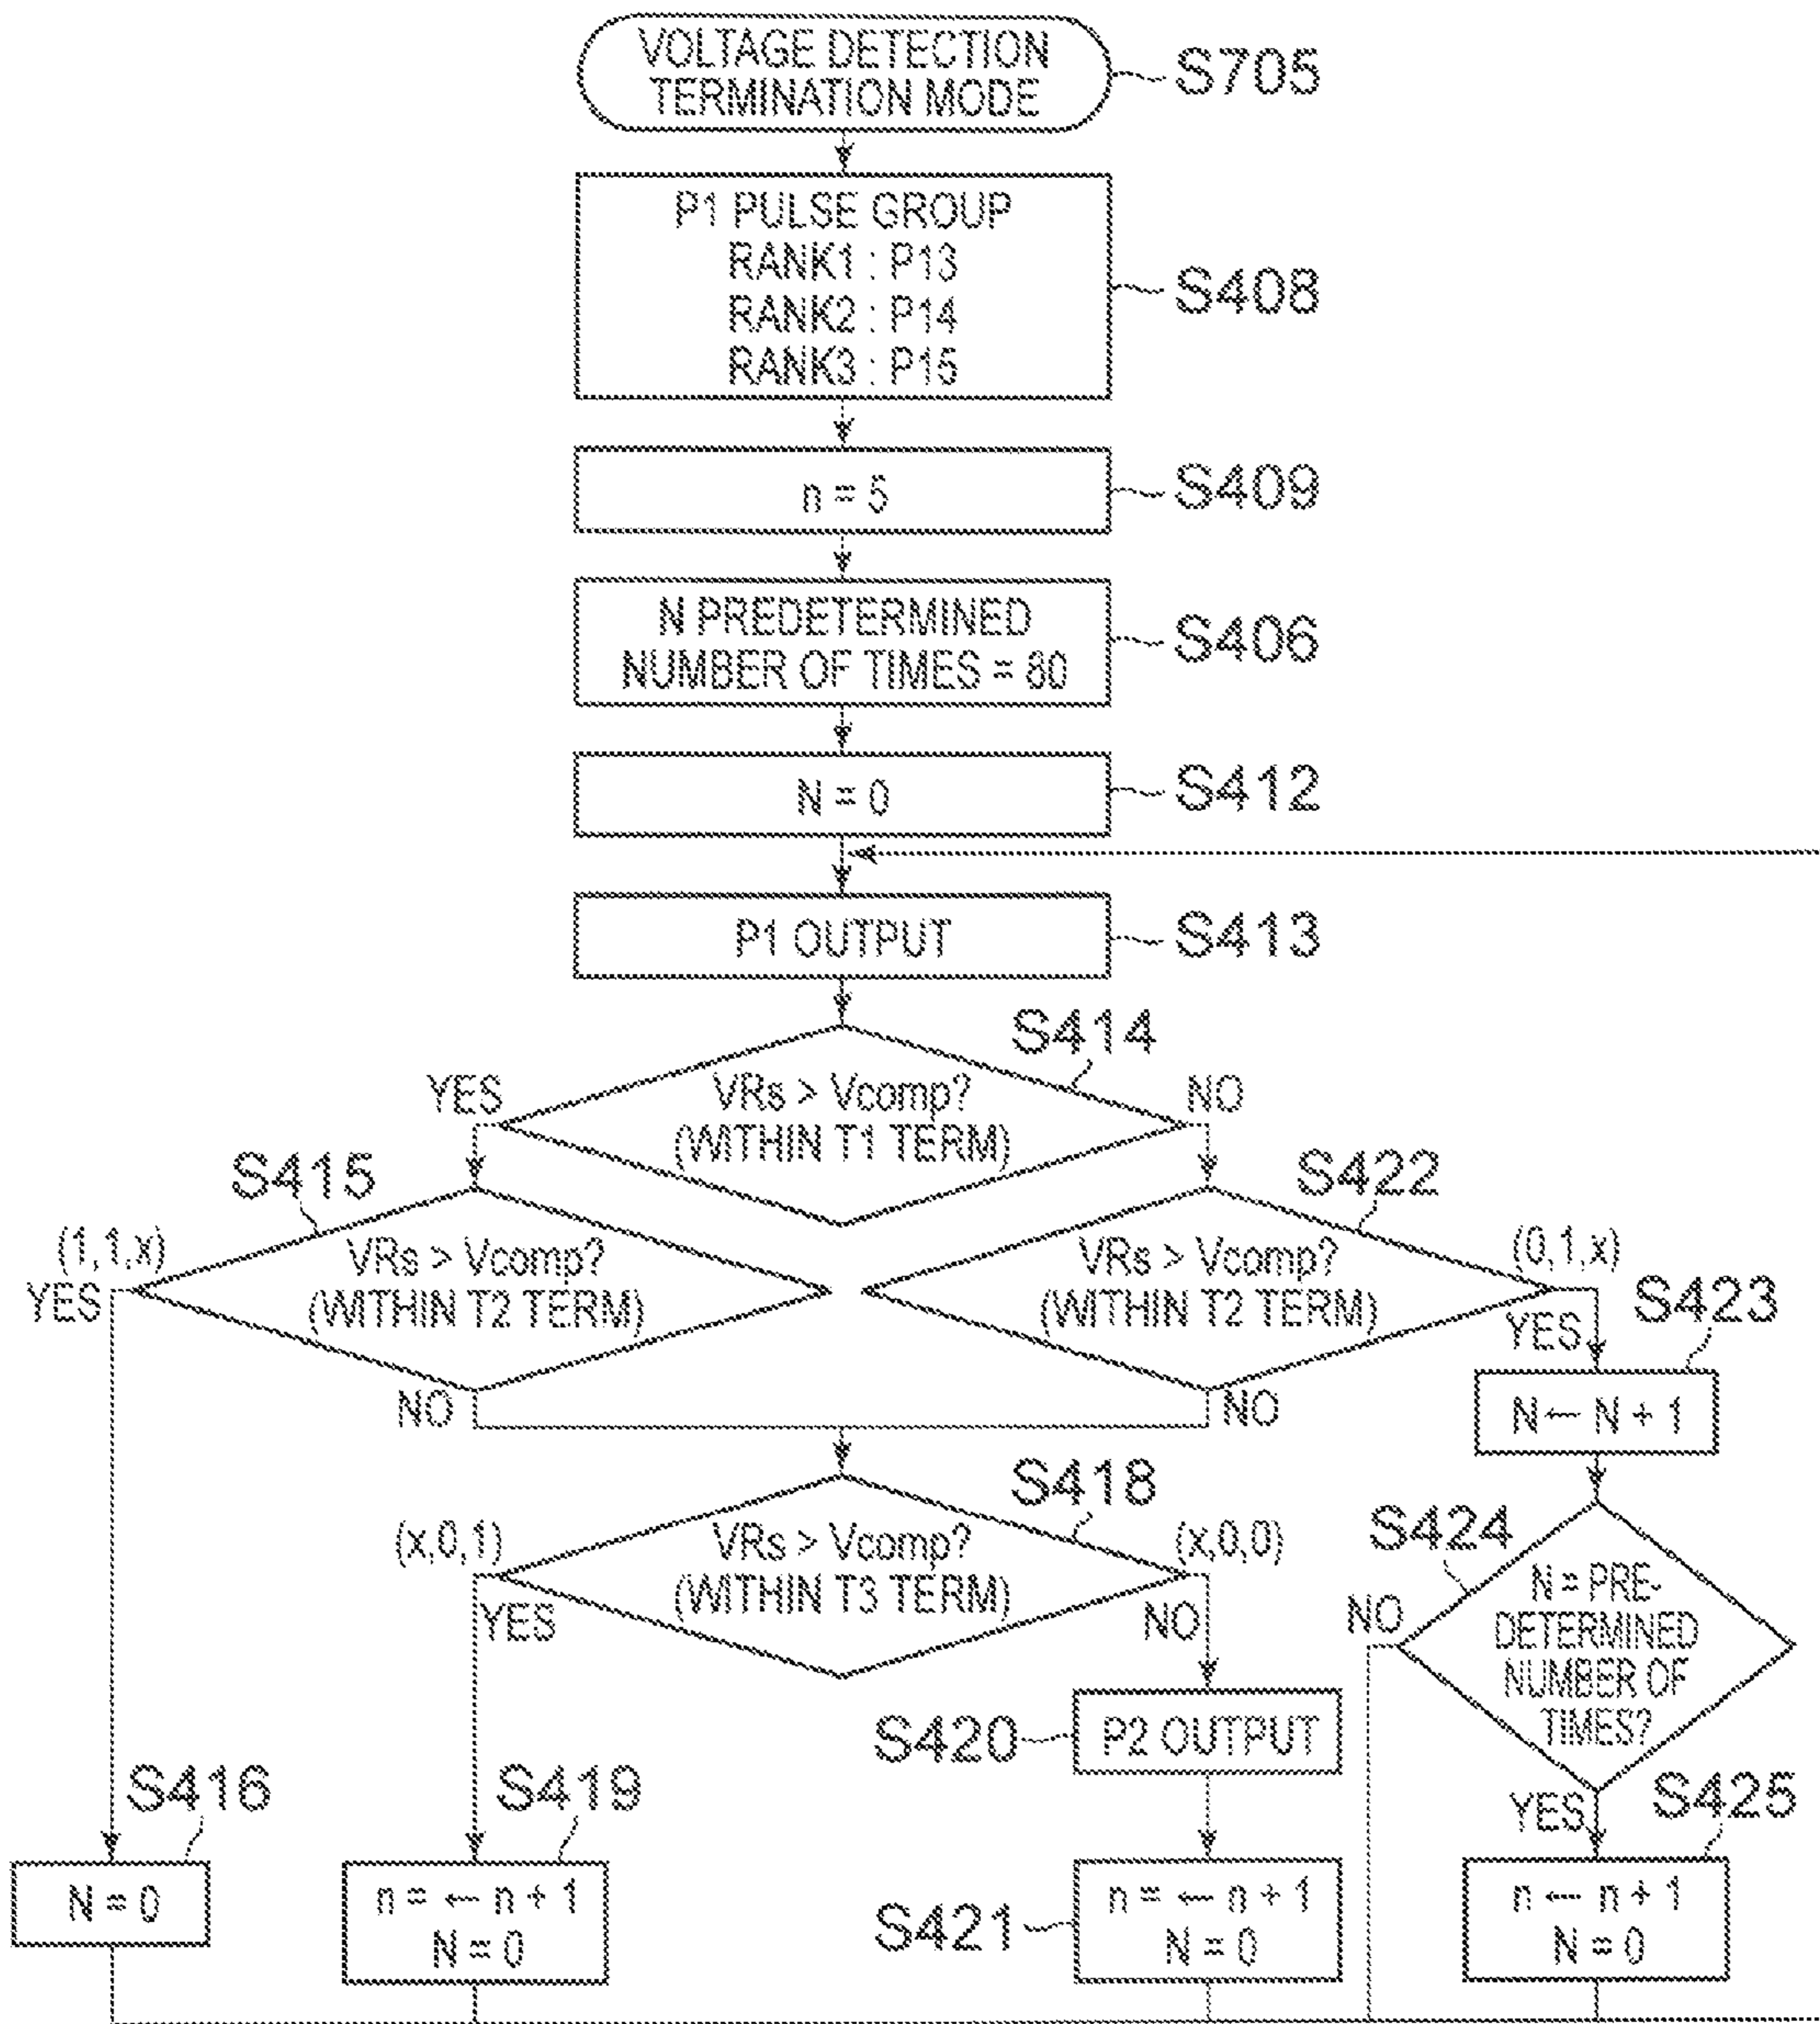 VOLTAGE DETECTION
TERMINATION MODE
S705
P1 PULSE GROUP
RANK1 : P13
RANK2 : P14
RANK3 : P15
S408
n = 5
S409
N PREDETERMINED
NUMBER OF TIMES = 80
S406
N = 0
S412
P1 OUTPUT
S413
S414
YES
VRs > Vcomp?
(WITHIN T1 TERM)
NO
S415
(1,1,x)
YES
VRs > Vcomp?
(WITHIN T2 TERM)
NO
S422
VRs > Vcomp?
(WITHIN T2 TERM)
(0,1,x)
YES
NO
S423
N ← N + 1
S418
(x,0,1)
YES
VRs > Vcomp?
(WITHIN T3 TERM)
(x,0,0)
NO
S424
NO
N = PRE-
DETERMINED
NUMBER OF
TIMES?
YES
S420
P2 OUTPUT
S416
N = 0
S419
n = ← n + 1
N = 0
S421
n = ← n + 1
N = 0
S425
n ← n + 1
N = 0